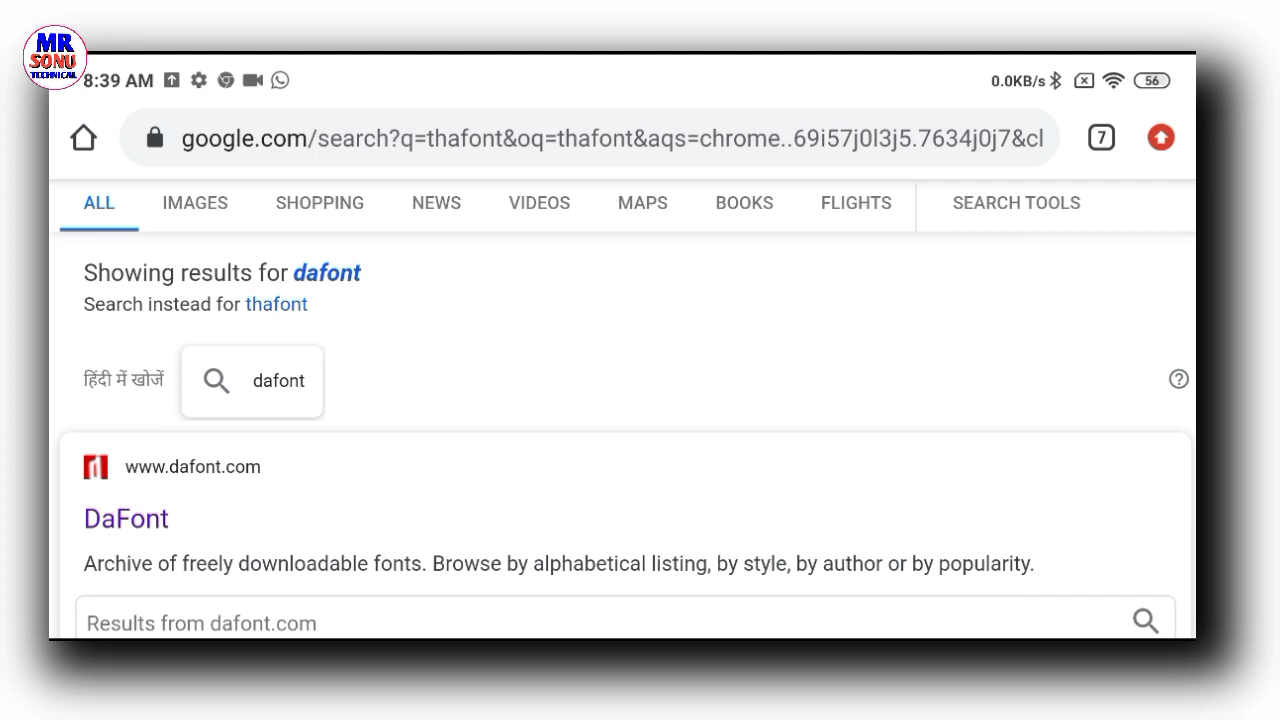 MR
SONU
TECHNICAL
8:39 AM
0.0KB/s
56
google.com/search?q=thafont&oq=thafont&aqs=chrome..69i57j0l3j5.7634j0j7&cl
7
ALL IMAGES SHOPPING NEWS VIDEOS MAPS BOOKS FLIGHTS SEARCH TOOLS
Showing results for dafont
Search instead for thafont
हिंदी में खोजें dafont
www.dafont.com
DaFont
Archive of freely downloadable fonts. Browse by alphabetical listing, by style, by author or by popularity.
Results from dafont.com